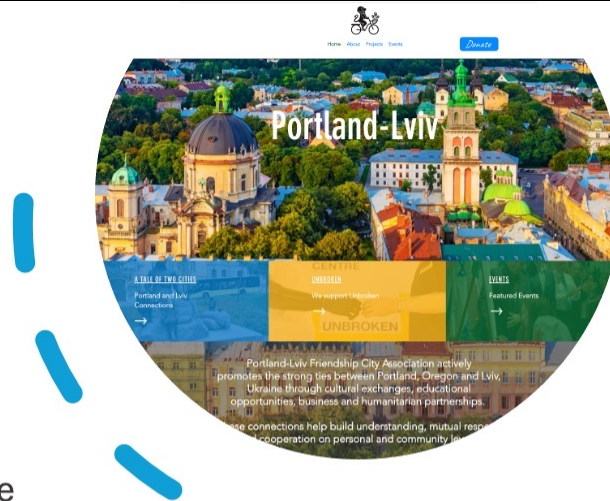 Home About Projects Events
Donate
Portland-Lviv
CENTRE
A TALE OF TWO CITIES
Portland and Lviv
Connections
UNBROKEN
We support Unbroken
UNBROKEN
EVENTS
Featured Events
Portland-Lviv Friendship City Association actively
promotes the strong ties between Portland, Oregon and Lviv,
Ukraine through cultural exchanges, educational
opportunities, business and humanitarian partnerships.
connections help build understanding, mutual
cooperation on personal and community
e